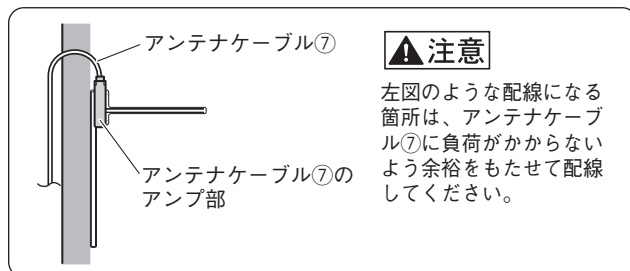 アンテナケーブル⑦
アンテナケーブル⑦の
アンプ部
注意
左図のような配線になる
箇所は、アンテナケーブ
ル⑦に負荷がかからない
よう余裕をもたせて配線
してください。